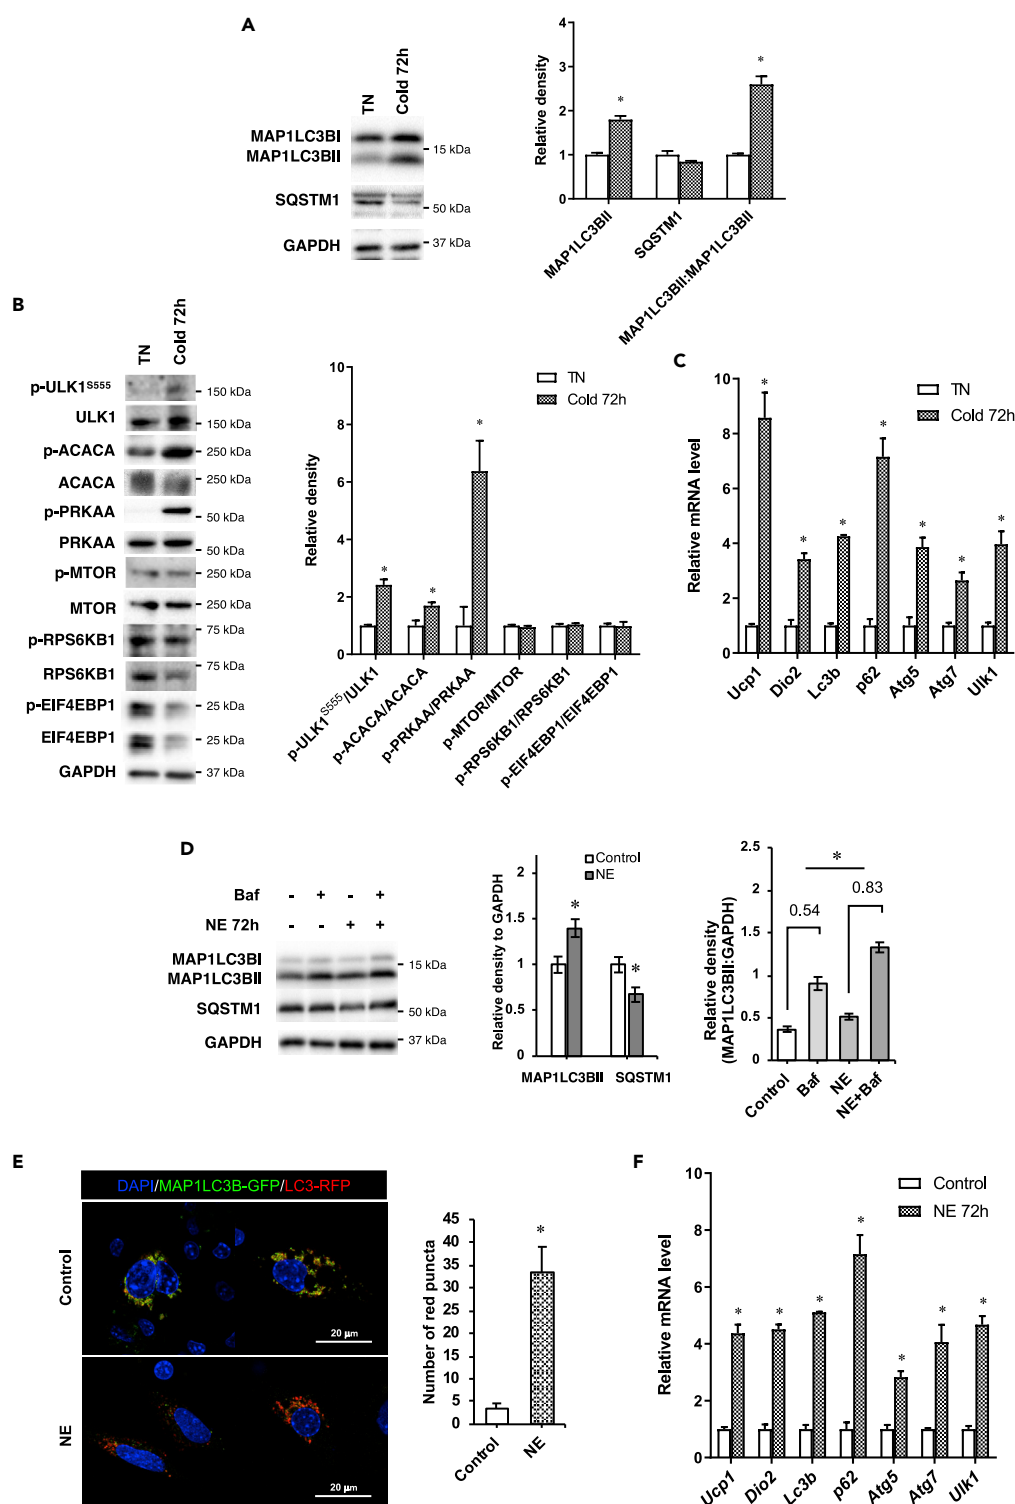 A
TN
Cold 72h
MAP1LC3BI
MAP1LC3BII
15 kDa
SQSTM1
50 kDa
GAPDH
37 kDa
Relative density
4
3
2
1
0
*
*
MAP1LC3BII
SQSTM1
MAP1LC3BII:MAP1LC3BII
B
TN
Cold 72h
p-ULK1S555
150 kDa
ULK1
150 kDa
p-ACACA
250 kDa
ACACA
250 kDa
p-PRKAA
50 kDa
PRKAA
50 kDa
p-MTOR
250 kDa
MTOR
250 kDa
p-RPS6KB1
75 kDa
RPS6KB1
75 kDa
p-EIF4EBP1
25 kDa
EIF4EBP1
25 kDa
GAPDH
37 kDa
Relative density
10
8
6
4
2
0
TN
Cold 72h
*
*
*
p-ULK1S555/ULK1
p-ACACA/ACACA
p-PRKAA/PRKAA
p-MTOR/MTOR
p-RPS6KB1/RPS6KB1
p-EIF4EBP1/EIF4EBP1
C
Relative mRNA level
10
8
6
4
2
0
TN
Cold 72h
*
*
*
*
*
*
*
Ucp1
Dio2
Lc3b
p62
Atg5
Atg7
Ulk1
D
Baf - + - +
NE 72h - - + +
MAP1LC3BI
15 kDa
MAP1LC3BII
SQSTM1
50 kDa
GAPDH
37 kDa
Relative density to GAPDH
2
1.5
1
0.5
0
Control
NE
*
*
MAP1LC3BII
SQSTM1
Relative density
(MAP1LC3BII:GAPDH)
2.5
2
1.5
1
0.5
0
*
0.54
0.83
Control
Baf
NE
NE+Baf
E
DAPI/MAP1LC3B-GFP/LC3-RFP
Control
20 µm
NE
20 µm
Number of red puncta
45
40
35
30
25
20
15
10
5
0
*
Control
NE
F
Relative mRNA level
10
8
6
4
2
0
Control
NE 72h
*
*
*
*
*
*
*
Ucp1
Dio2
Lc3b
p62
Atg5
Atg7
Ulk1